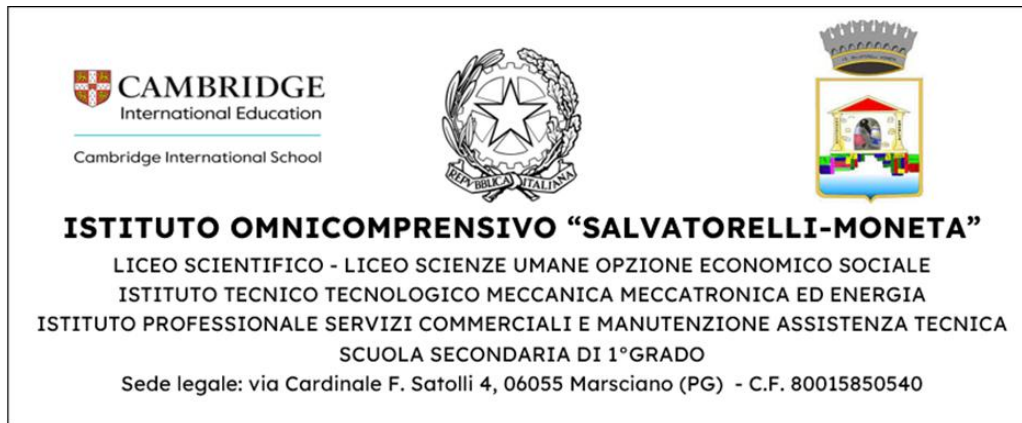 CAMBRIDGE
International Education
Cambridge International School
REPVBBLICA ITALIANA
ISTITUTO OMNICOMPRENSIVO “SALVATORELLI-MONETA”
LICEO SCIENTIFICO - LICEO SCIENZE UMANE OPZIONE ECONOMICO SOCIALE
ISTITUTO TECNICO TECNOLOGICO MECCANICA MECCATRONICA ED ENERGIA
ISTITUTO PROFESSIONALE SERVIZI COMMERCIALI E MANUTENZIONE ASSISTENZA TECNICA
SCUOLA SECONDARIA DI 1°GRADO
Sede legale: via Cardinale F. Satolli 4, 06055 Marsciano (PG) - C.F. 80015850540